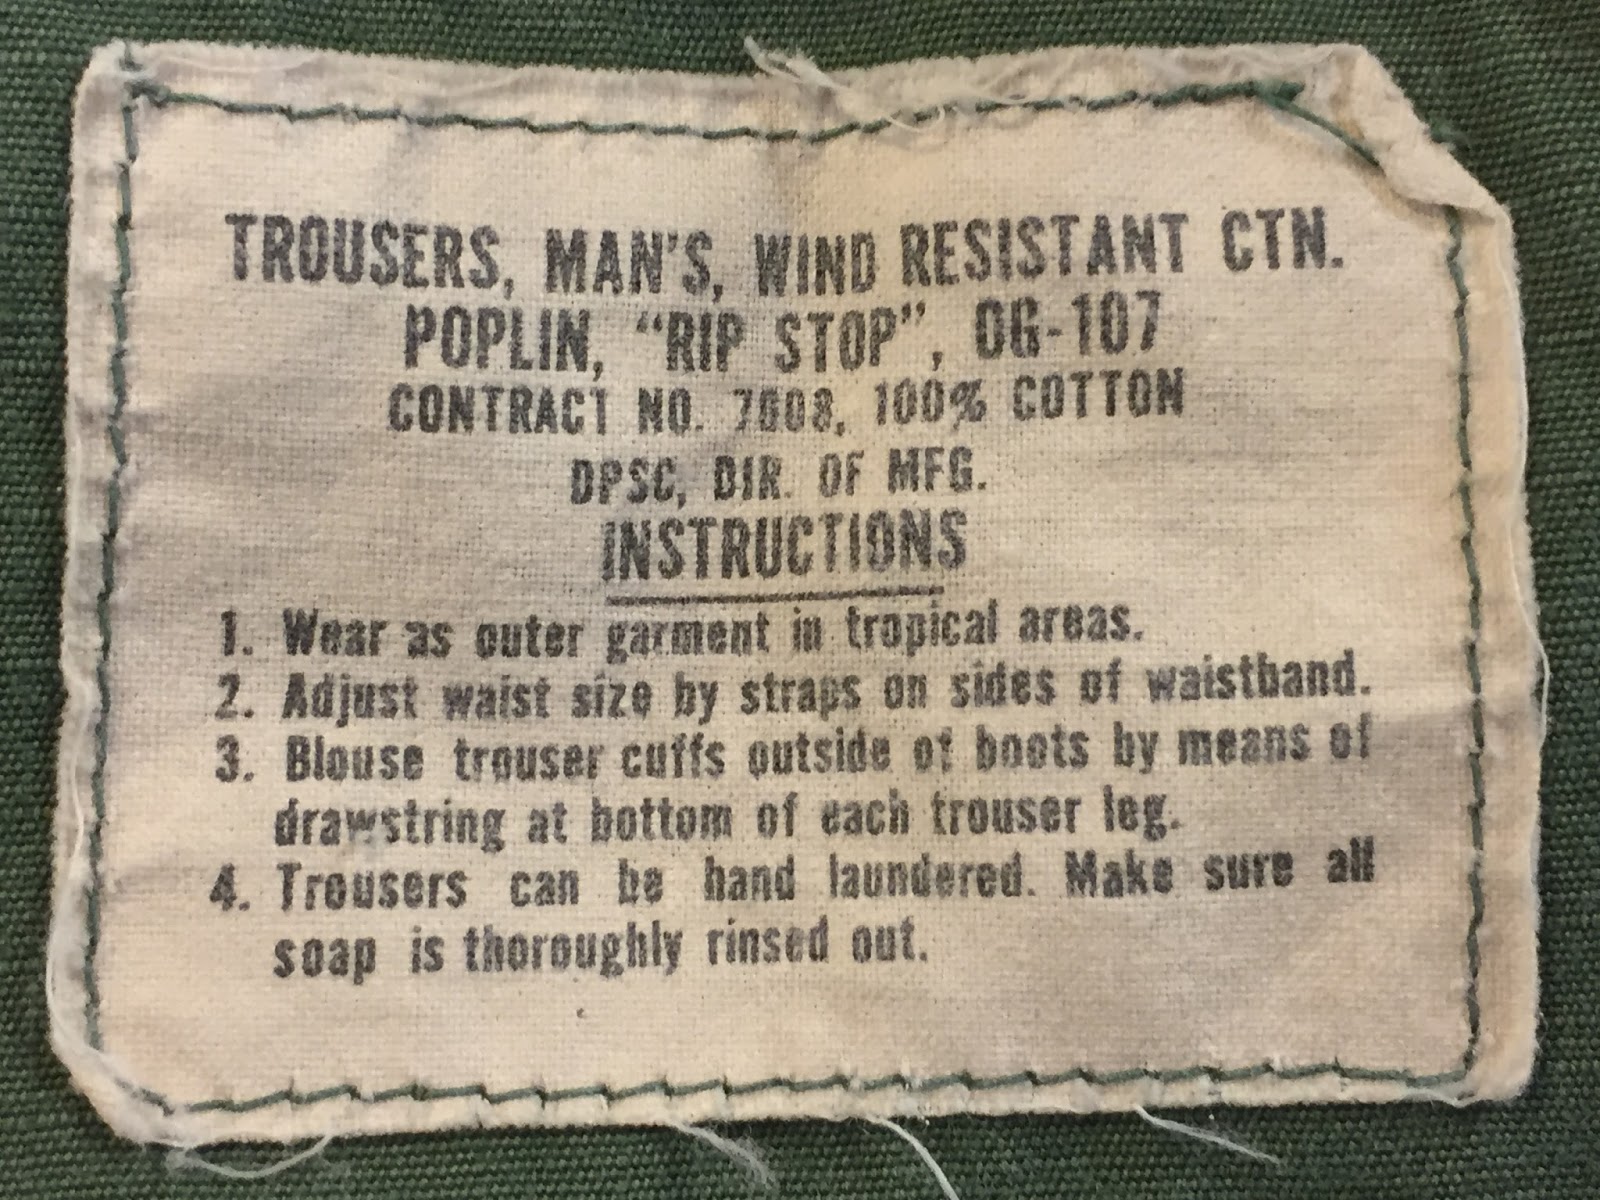 TROUSERS, MAN'S, WIND RESISTANT CTN.
POPLIN, “RIP STOP”, OG-107
CONTRACT NO. 7608, 100% COTTON
DPSC, DIR. OF MFG.
INSTRUCTIONS
1. Wear as outer garment in tropical areas.
2. Adjust waist size by straps on sides of waistband.
3. Blouse trouser cuffs outside of boots by means of
drawstring at bottom of each trouser leg.
4. Trousers can be hand laundered. Make sure all
soap is thoroughly rinsed out.